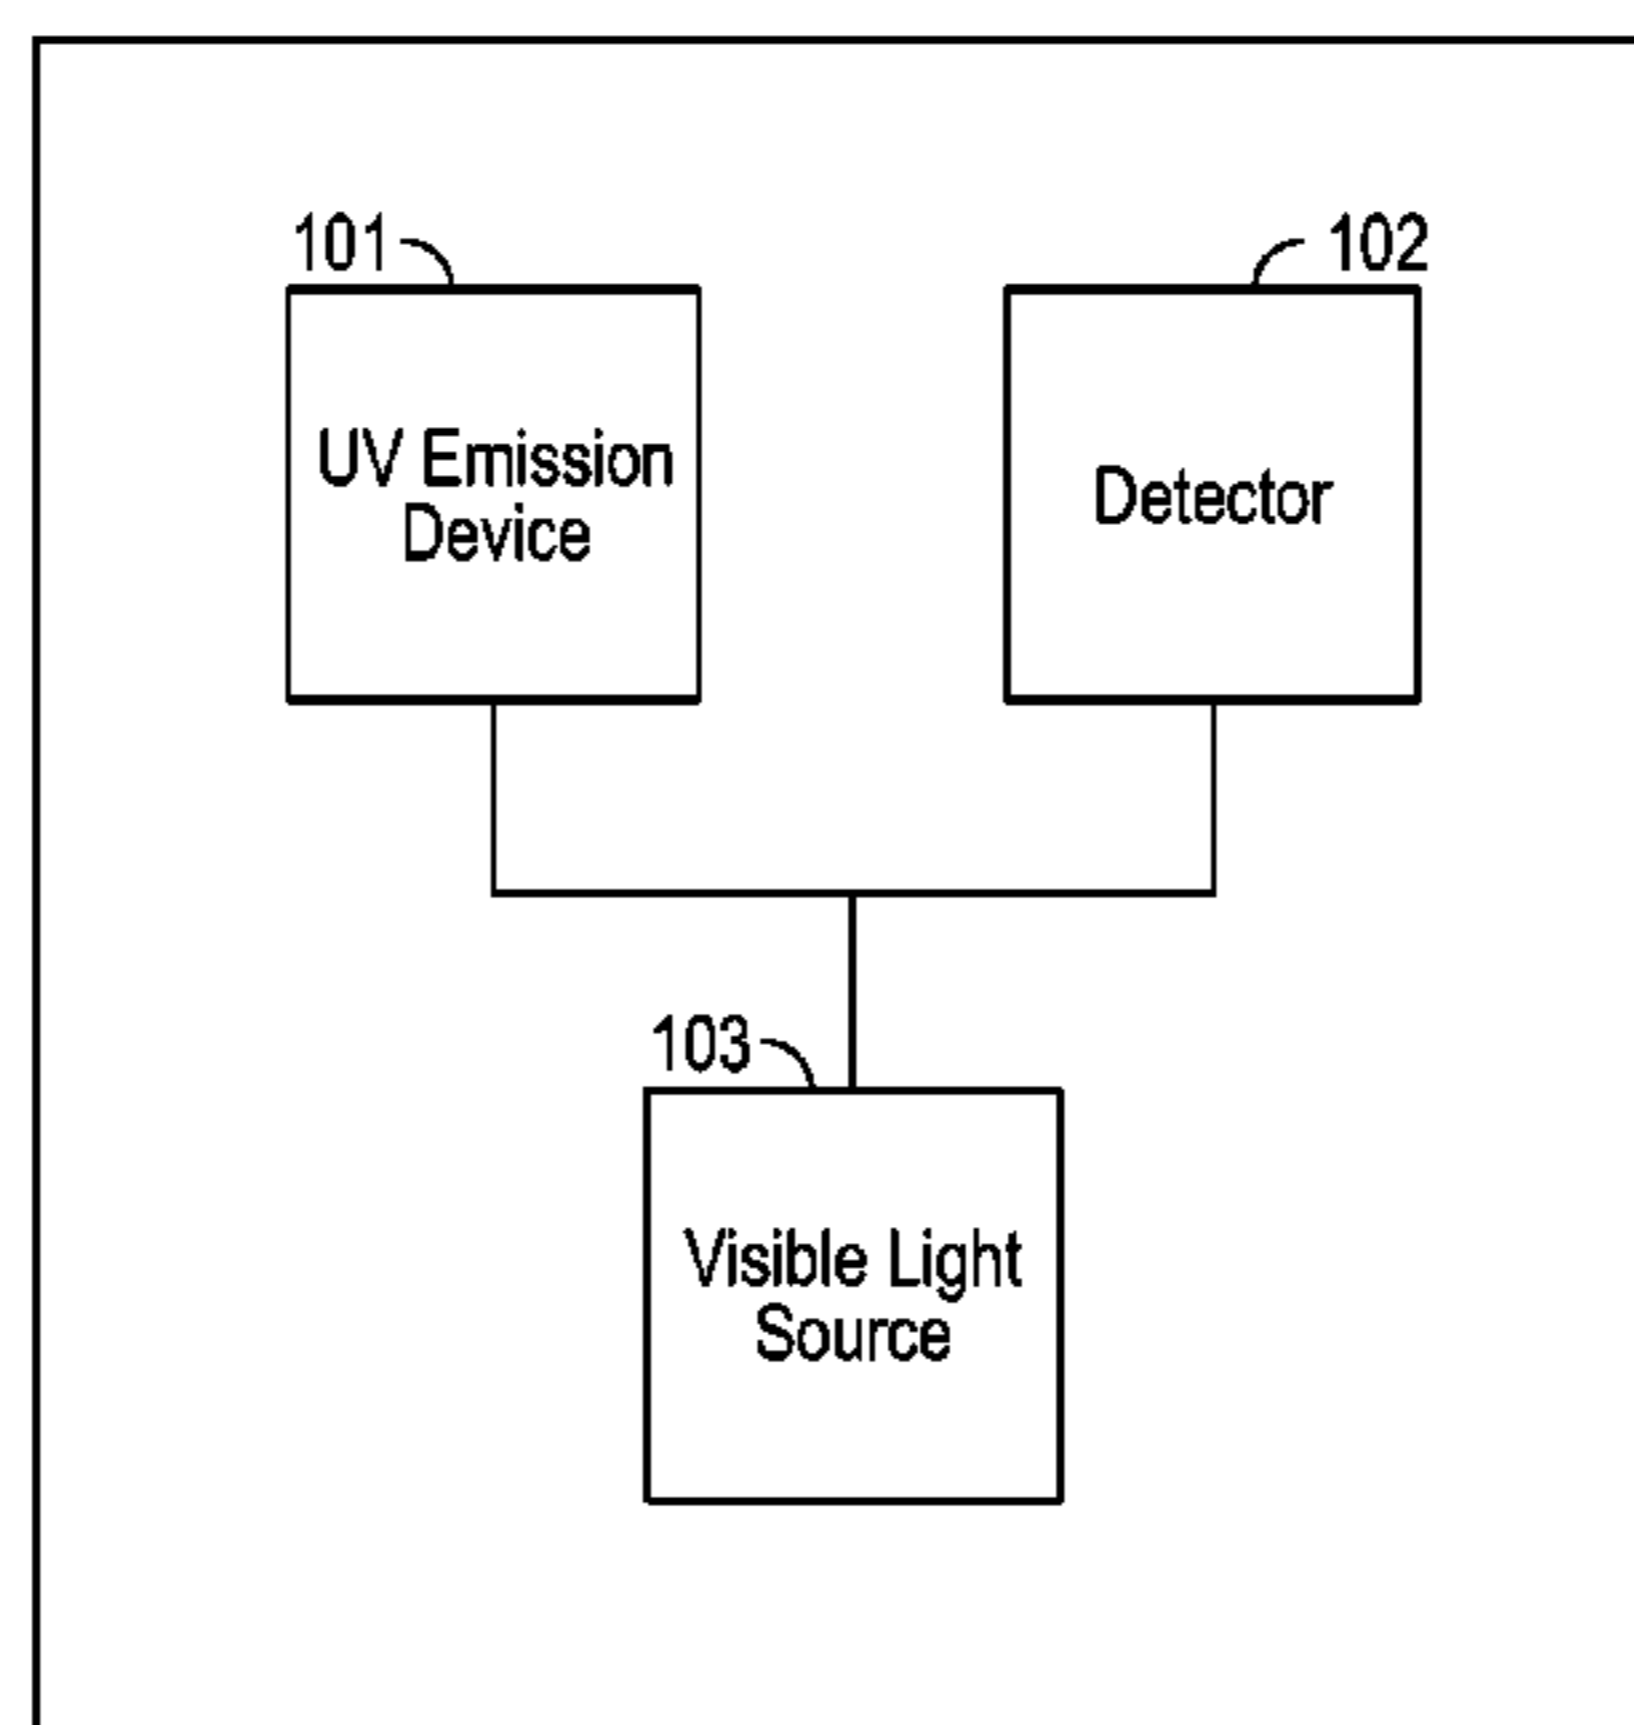 101
102
UV Emission
Device
Detector
103
Visible Light
Source